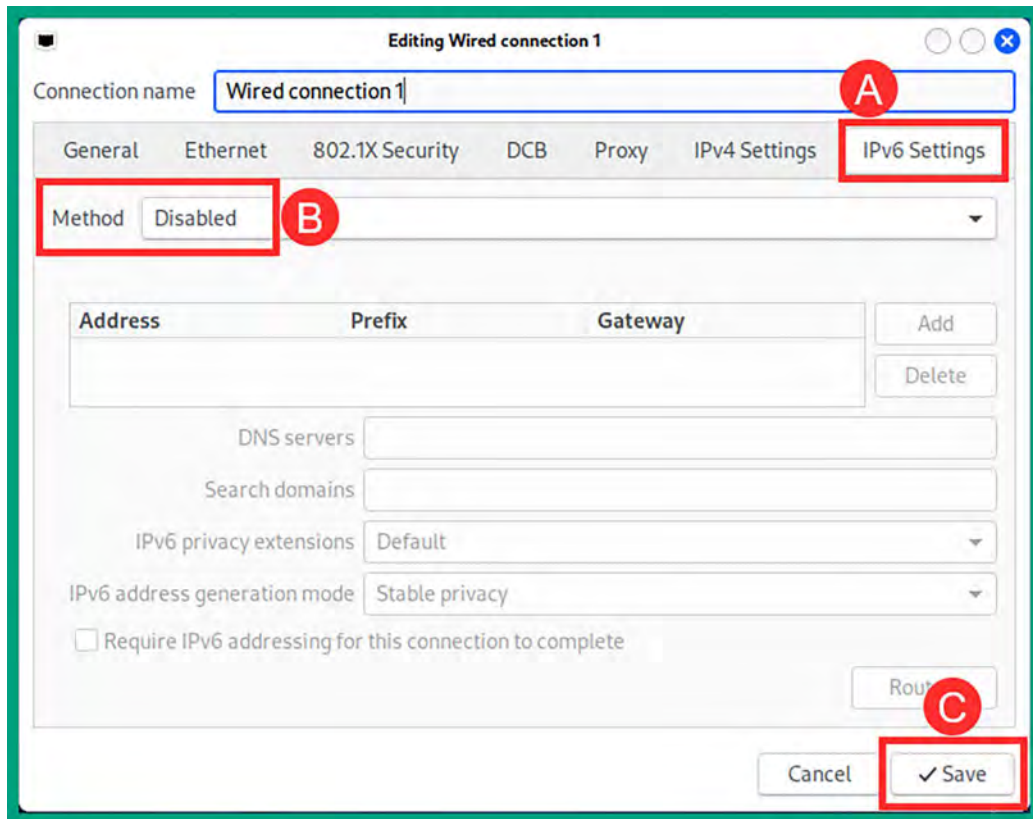 Editing Wired connection 1
Connection name Wired connection 1
A
General Ethernet 802.1X Security DCB Proxy IPv4 Settings IPv6 Settings
Method Disabled B
Address Prefix Gateway Add
Delete
DNS servers
Search domains
IPv6 privacy extensions Default
IPv6 address generation mode Stable privacy
Require IPv6 addressing for this connection to complete
C
Cancel Save